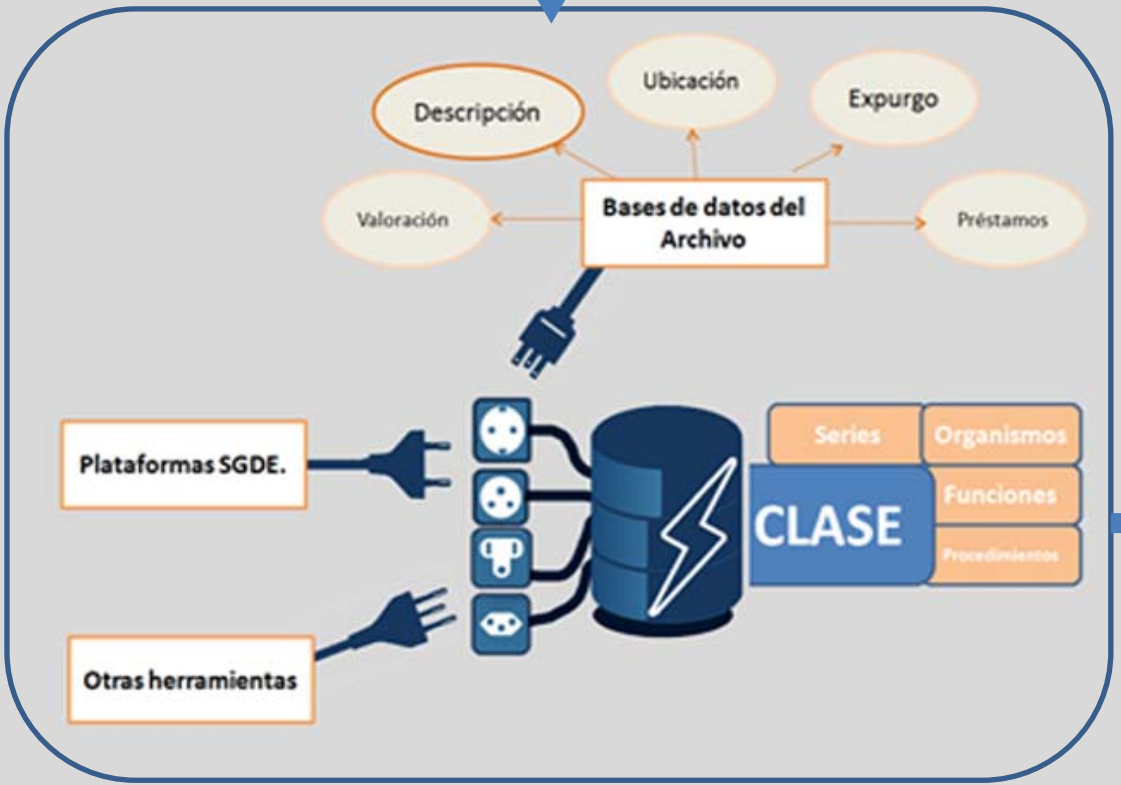 Ubicación
Descripción
Expurgo
Valoración
Bases de datos del
Archivo
Préstamos
Series
Organismos
Plataformas SGDE.
Funciones
CLASE
Procedimientos
Otras herramientas